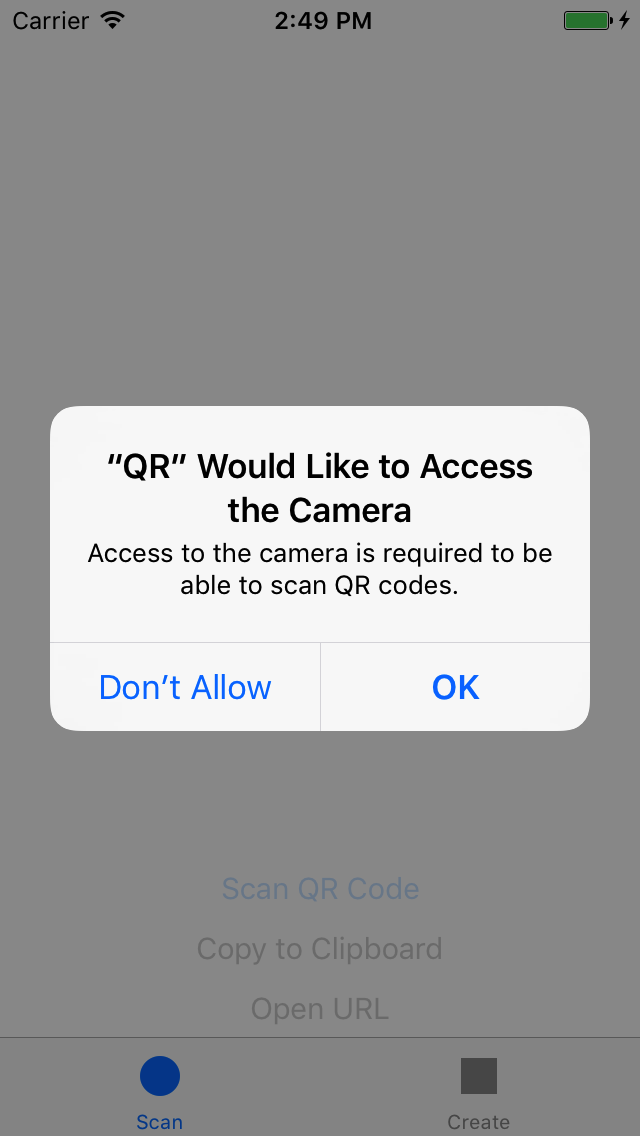 Carrier 2:49 PM
“QR” Would Like to Access
the Camera
Access to the camera is required to be
able to scan QR codes.
Don’t Allow OK
Scan QR Code
Copy to Clipboard
Open URL
Scan Create